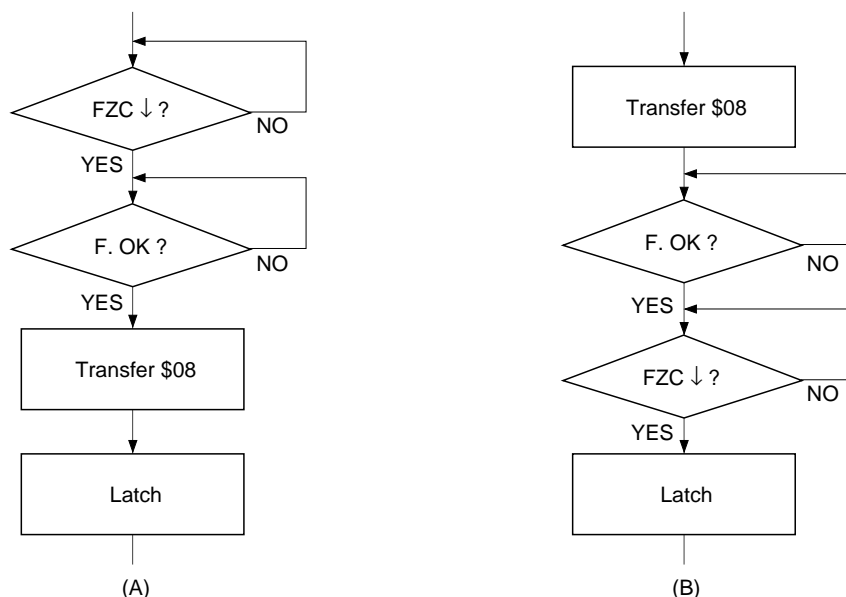 FZC ↓ ?
NO
YES
F. OK ?
NO
YES
Transfer $08
Latch
(A)
Transfer $08
F. OK ?
NO
YES
FZC ↓ ?
NO
YES
Latch
(B)